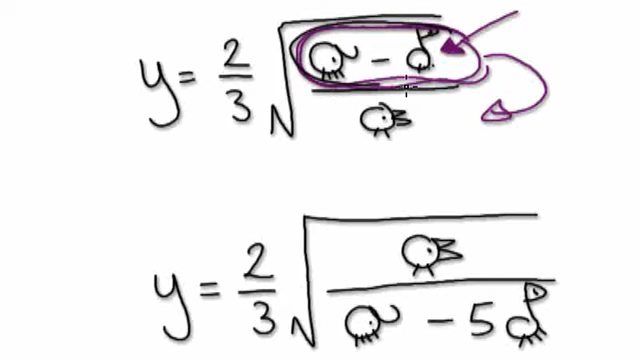 y = 2/3 √ −
y = 2/3 √ − 5